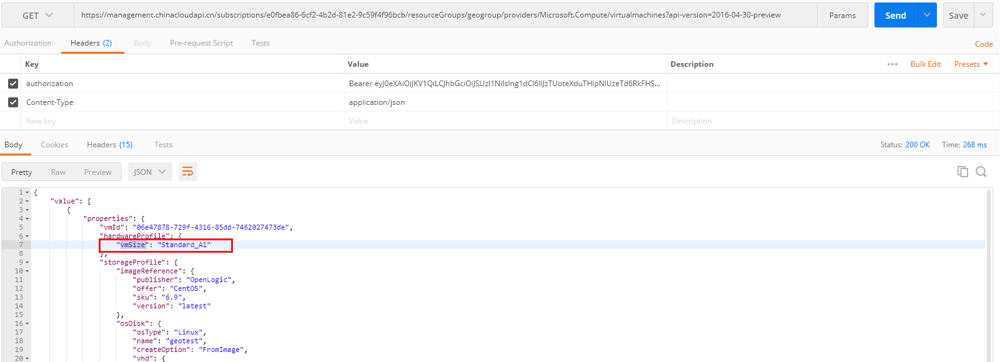 GET https://management.chinacloudapi.cn/subscriptions/e0fbea86-6cf2-4b2d-81e2-9c59f4f96bcb/resourceGroups/geogroup/providers/Microsoft.Compute/virtualmachines?api-version=2016-04-30-preview Params Send Save
Authorization Headers (2) Body Pre-request Script Tests Code
Key Value Description ••• Bulk Edit Presets
authorization Bearer eyJ0eXAiOiJKV1QiLCJhbGciOiJSUzI1NiIsIng1dCI6IlJzTUoteXduTHlpNlUzeTd6RkFHS...
Content-Type application/json
New key Value Description
Body Cookies Headers (15) Tests Status: 200 OK Time: 268 ms
Pretty Raw Preview JSON
1 {
2 "value": [
3 {
4 "properties": {
5 "vmId": "06e47878-729f-4316-85dd-7462027473de",
6 "hardwareProfile": {
7 "vmSize": "Standard_A1"
8 },
9 "storageProfile": {
10 "imageReference": {
11 "publisher": "OpenLogic",
12 "offer": "CentOS",
13 "sku": "6.9",
14 "version": "latest"
15 },
16 "osDisk": {
17 "osType": "Linux",
18 "name": "geotest",
19 "createOption": "FromImage",
20 "vhd": {